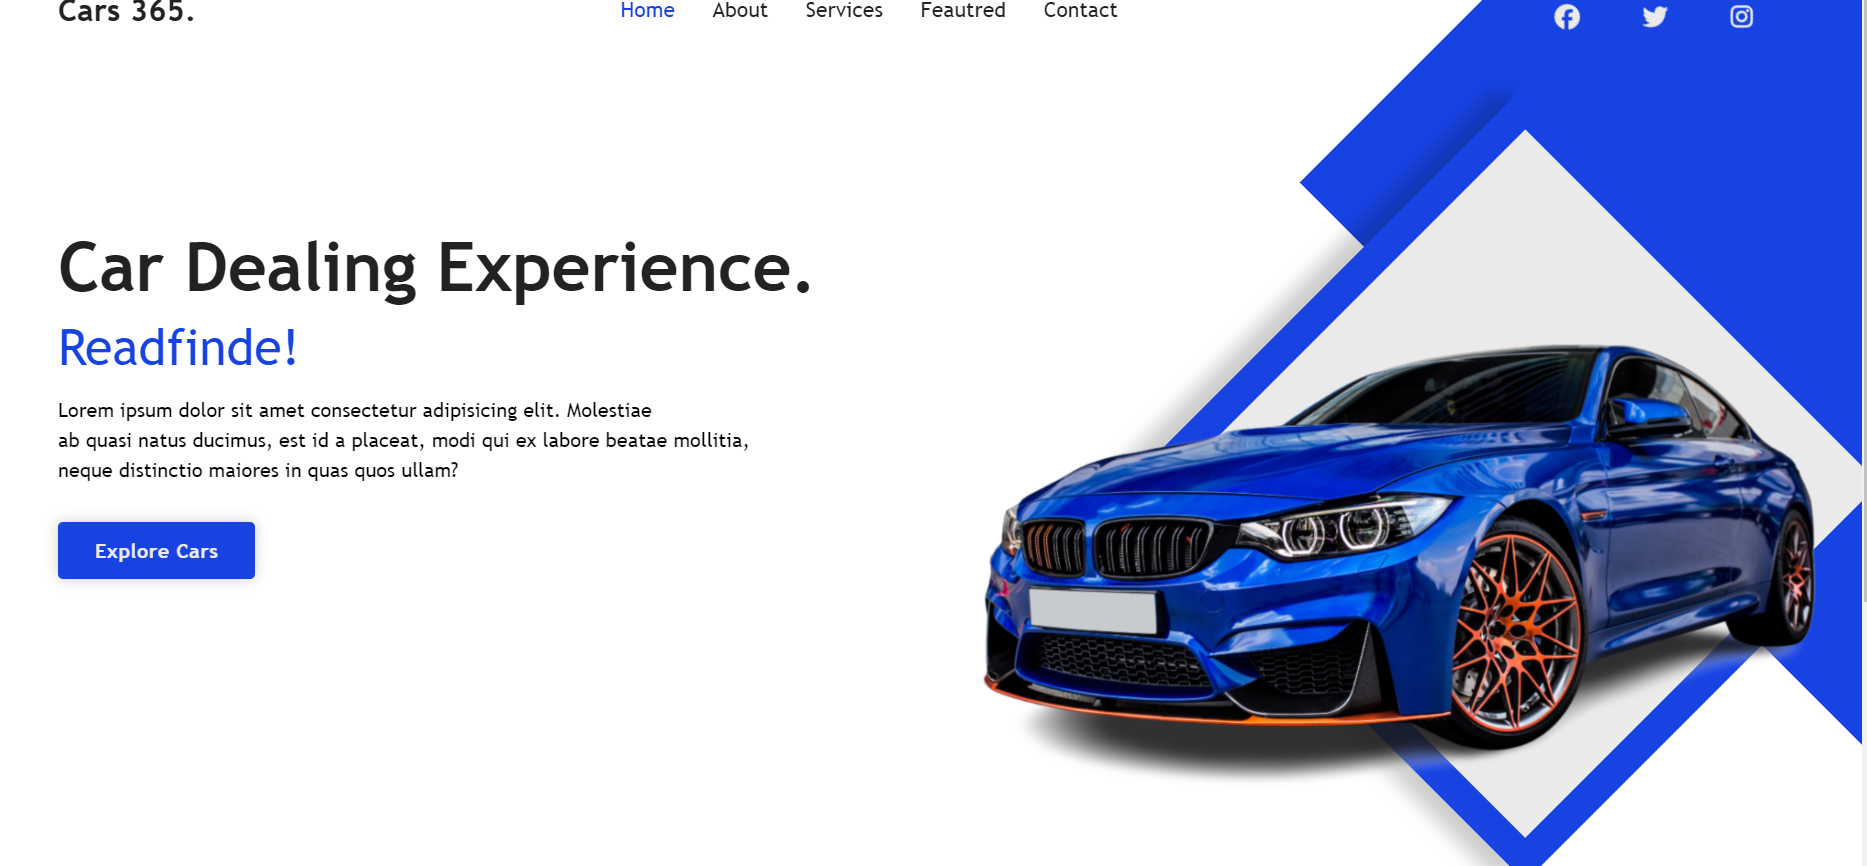 Cars 365.
Home About Services Feautred Contact
Car Dealing Experience.
Readfinde!
Lorem ipsum dolor sit amet consectetur adipisicing elit. Molestiae
ab quasi natus ducimus, est id a placeat, modi qui ex labore beatae mollitia,
neque distinctio maiores in quas quos ullam?
Explore Cars